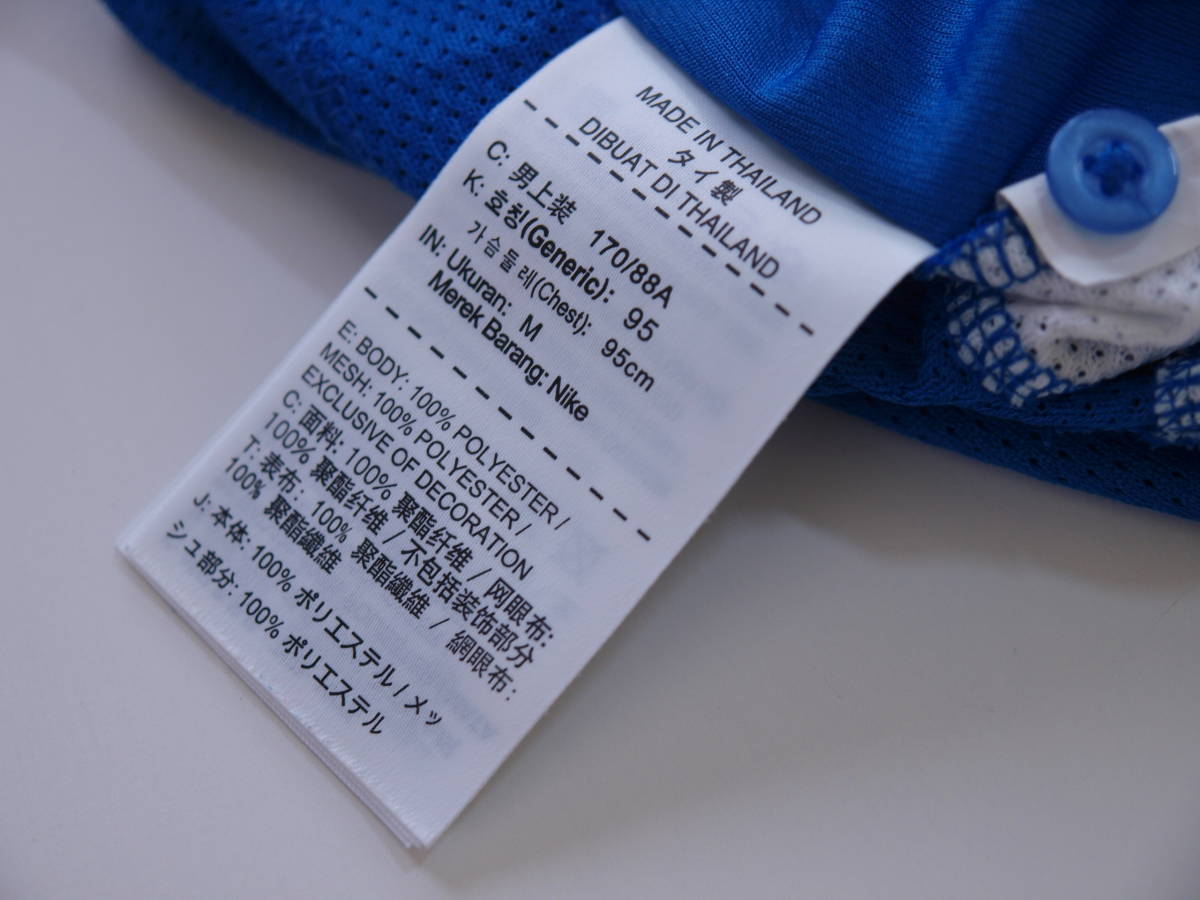 MADE IN THAILAND
タイ製
DIBUAT DI THAILAND
C: 男上装 170/88A
K: 호칭(Generic): 95
가슴둘레(Chest): 95cm
IN: Ukuran: M
Merek Barang: Nike
E: BODY: 100% POLYESTER /
MESH: 100% POLYESTER /
EXCLUSIVE OF DECORATION
C: 面料: 100% 聚酯纤维 / 网眼布:
100% 聚酯纤维 / 不包括装饰部分
T: 表布: 100% 聚酯纖維 / 網眼布:
100% 聚酯纖維
J: 本体: 100% ポリエステル / メッ
シュ部分: 100% ポリエステル